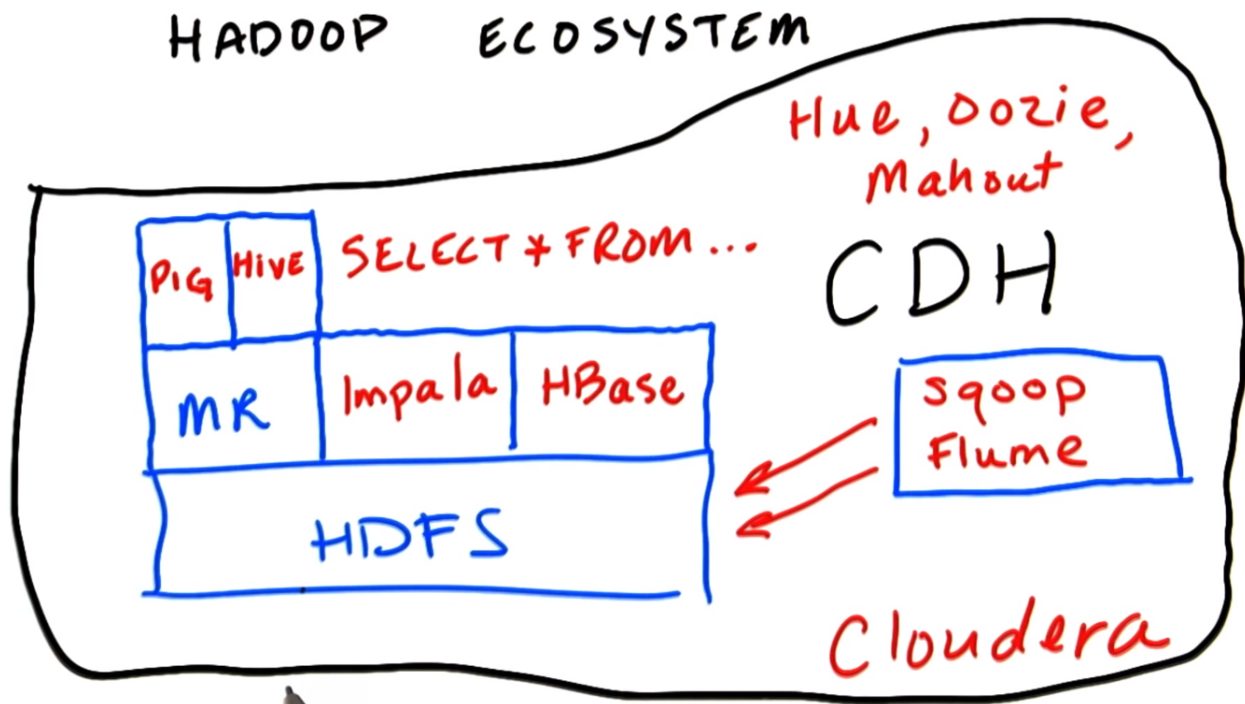 HADOOP ECOSYSTEM
Hue, Oozie,
Mahout
PIG HIVE SELECT * FROM...
CDH
MR Impala HBase
Sqoop
Flume
HDFS
Cloudera